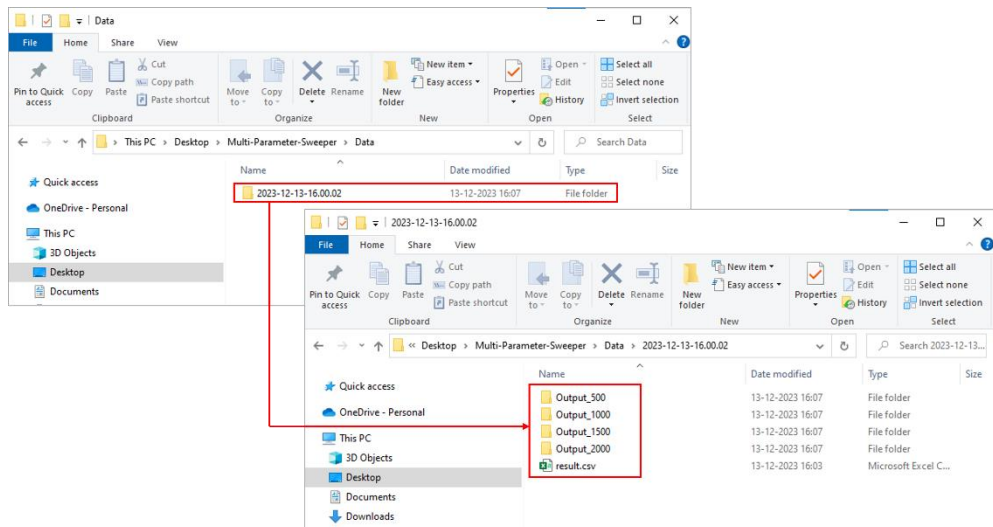 Data
File Home Share View
Pin to Quick access Copy Paste Cut Copy path Paste shortcut Move to Copy to Delete Rename New folder New item Easy access Properties Open Edit History Select all Select none Invert selection
Clipboard Organize New Open Select
This PC > Desktop > Multi-Parameter-Sweeper > Data Search Data
Name Date modified Type Size
Quick access
2023-12-13-16.00.02 13-12-2023 16:07 File folder
OneDrive - Personal
This PC
3D Objects
Desktop
Documents
2023-12-13-16.00.02
File Home Share View
Pin to Quick access Copy Paste Cut Copy path Paste shortcut Move to Copy to Delete Rename New folder New item Easy access Properties Open Edit History Select all Select none Invert selection
Clipboard Organize New Open Select
« Desktop > Multi-Parameter-Sweeper > Data > 2023-12-13-16.00.02 Search 2023-12-13...
Name Date modified Type Size
Quick access
Output_500 13-12-2023 16:07 File folder
OneDrive - Personal
Output_1000 13-12-2023 16:07 File folder
Output_1500 13-12-2023 16:07 File folder
This PC
Output_2000 13-12-2023 16:07 File folder
3D Objects
result.csv 13-12-2023 16:03 Microsoft Excel C...
Desktop
Documents
Downloads